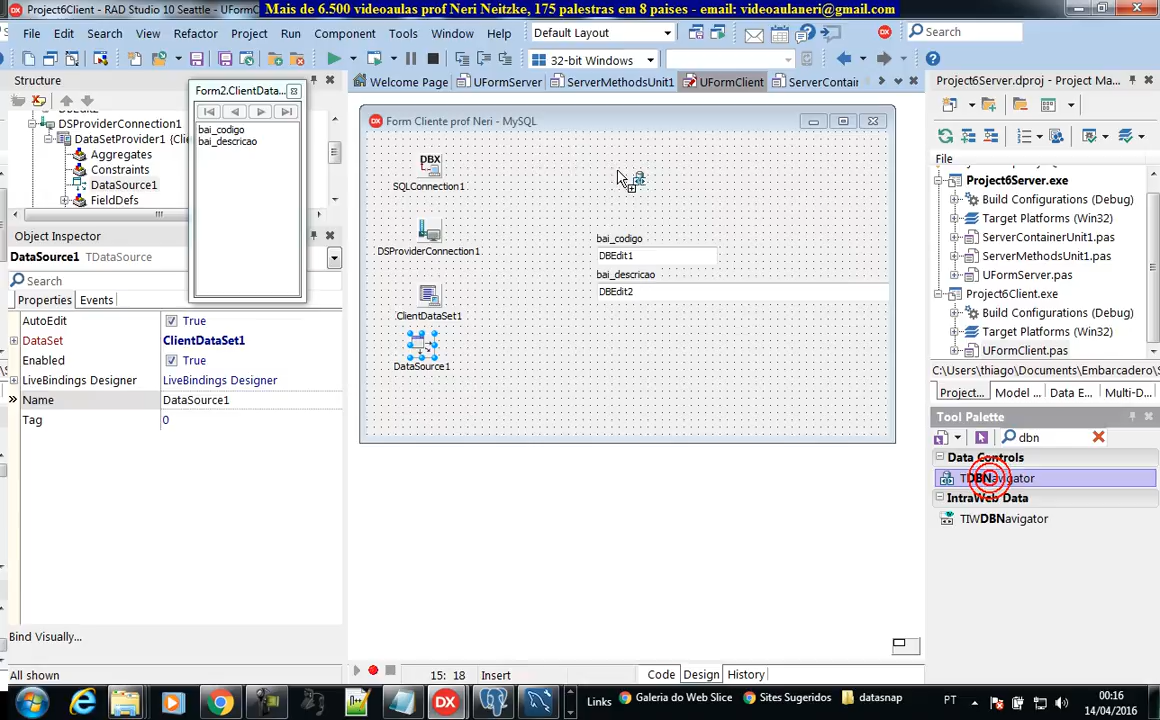 Project6Client - RAD Studio 10 Seattle - UFormC
Mais de 6.500 videoaulas prof Neri Neitzke, 175 palestras em 8 paises - email: videoaulaneri@gmail.com
File Edit Search View Refactor Project Run Component Tools Window Help
Default Layout
Search
32-bit Windows
Structure
Form2.ClientData...
bai_codigo
bai_descricao
DSProviderConnection1
DataSetProvider1 {Clie
Aggregates
Constraints
DataSource1
FieldDefs
Object Inspector
DataSource1 TDataSource
Search
Properties Events
AutoEdit True
DataSet ClientDataSet1
Enabled True
LiveBindings Designer LiveBindings Designer
Name DataSource1
Tag 0
Bind Visually...
All shown
Welcome Page UFormServer ServerMethodsUnit1 UFormClient ServerContair
Form Cliente prof Neri - MySQL
DBX
SQLConnection1
DSProviderConnection1
ClientDataSet1
DataSource1
bai_codigo
DBEdit1
bai_descricao
DBEdit2
15: 18 Insert
Code Design History
Project6Server.dproj - Project Ma...
File
Project6Server.exe
Build Configurations (Debug)
Target Platforms (Win32)
ServerContainerUnit1.pas
ServerMethodsUnit1.pas
UFormServer.pas
Project6Client.exe
Build Configurations (Debug)
Target Platforms (Win32)
UFormClient.pas
C:\Users\thiago\Documents\Embarcadero\S
Project... Model ... Data E... Multi-D...
Tool Palette
dbn
Data Controls
TDBNavigator
IntraWeb Data
TIWDBNavigator
Links Galeria do Web Slice Sites Sugeridos datasnap PT
00:16
14/04/2016